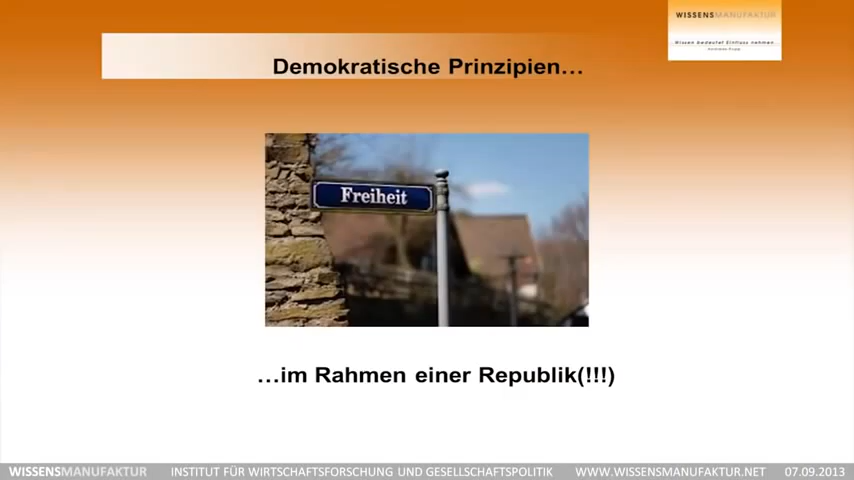 WISSENSMANUFAKTUR
Wissen bedeutet Einfluss nehmen...
Demokratische Prinzipien…
Freiheit
…im Rahmen einer Republik(!!!)
WISSENSMANUFAKTUR INSTITUT FÜR WIRTSCHAFTSFORSCHUNG UND GESELLSCHAFTSPOLITIK WWW.WISSENSMANUFAKTUR.NET 07.09.2013